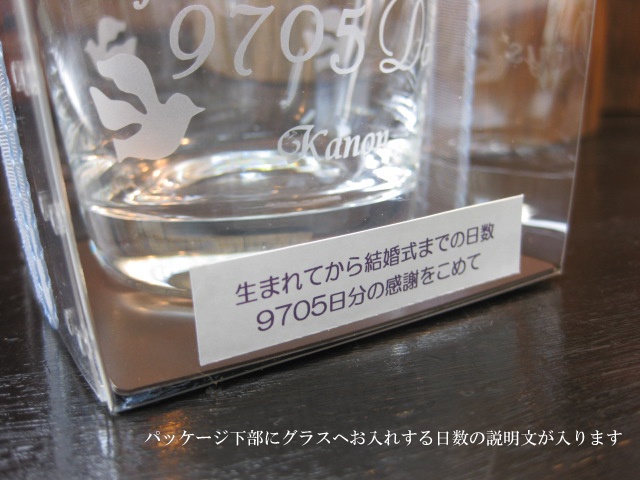 9705
Kanon
生まれてから結婚式までの日数
9705日分の感謝をこめて
パッケージ下部にグラスへお入れする日数の説明文が入ります